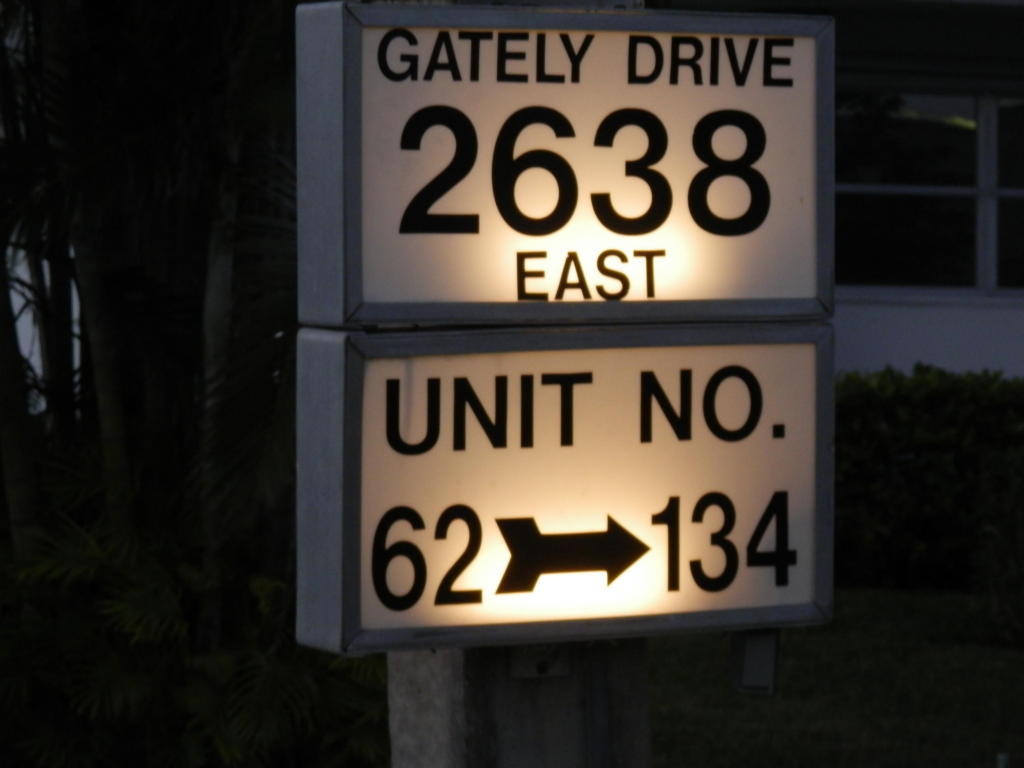 GATELY DRIVE
2638
EAST
UNIT NO.
62 → 134